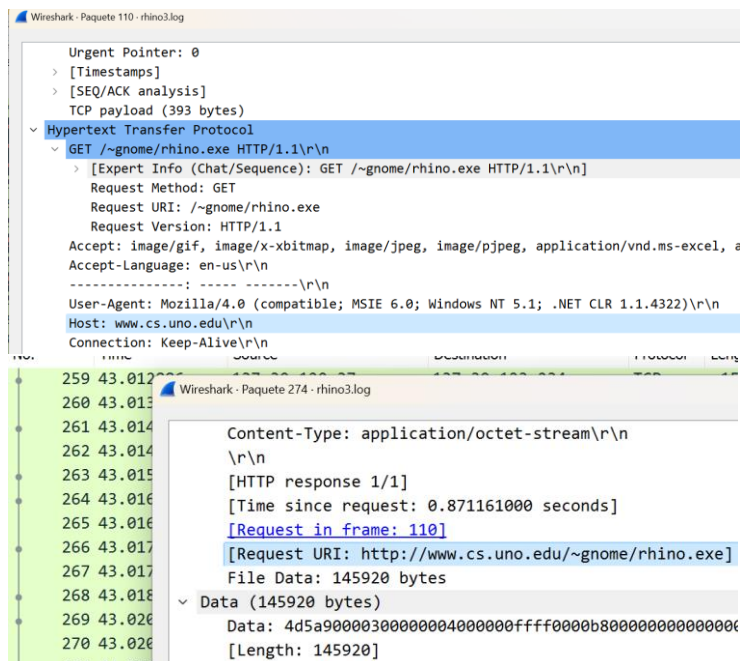 Wireshark · Paquete 110 · rhino3.log
Urgent Pointer: 0
> [Timestamps]
> [SEQ/ACK analysis]
TCP payload (393 bytes)
Hypertext Transfer Protocol
GET /~gnome/rhino.exe HTTP/1.1\r\n
> [Expert Info (Chat/Sequence): GET /~gnome/rhino.exe HTTP/1.1\r\n]
Request Method: GET
Request URI: /~gnome/rhino.exe
Request Version: HTTP/1.1
Accept: image/gif, image/x-xbitmap, image/jpeg, image/pjpeg, application/vnd.ms-excel, a
Accept-Language: en-us\r\n
---------------: ----- -------\r\n
User-Agent: Mozilla/4.0 (compatible; MSIE 6.0; Windows NT 5.1; .NET CLR 1.1.4322)\r\n
Host: www.cs.uno.edu\r\n
Connection: Keep-Alive\r\n
259 43.012
260 43.013
261 43.014
262 43.014
263 43.015
264 43.016
265 43.016
266 43.017
267 43.017
268 43.018
269 43.020
270 43.020
Wireshark · Paquete 274 · rhino3.log
Content-Type: application/octet-stream\r\n
\r\n
[HTTP response 1/1]
[Time since request: 0.871161000 seconds]
[Request in frame: 110]
[Request URI: http://www.cs.uno.edu/~gnome/rhino.exe]
File Data: 145920 bytes
Data (145920 bytes)
Data: 4d5a90000300000004000000ffff0000b800000000000000
[Length: 145920]